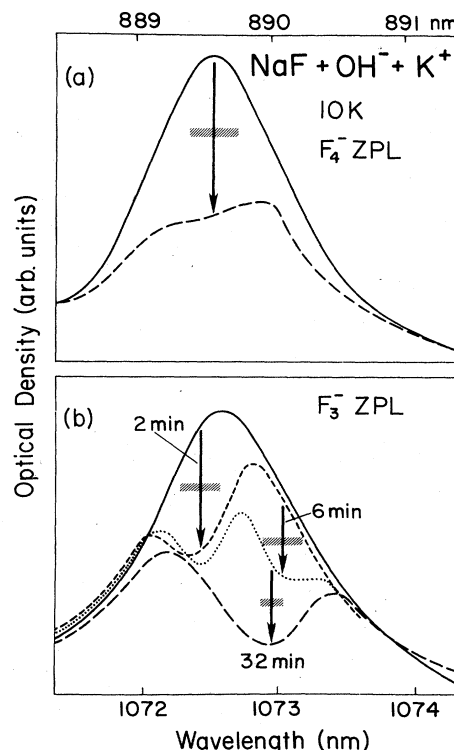 889 890 891 nm
(a)
NaF + OH⁻ + K⁺
10K
F₄⁻ ZPL
Optical Density (arb. units)
(b)
F₃⁻ ZPL
2 min
6 min
32 min
1072 1073 1074
Wavelength (nm)